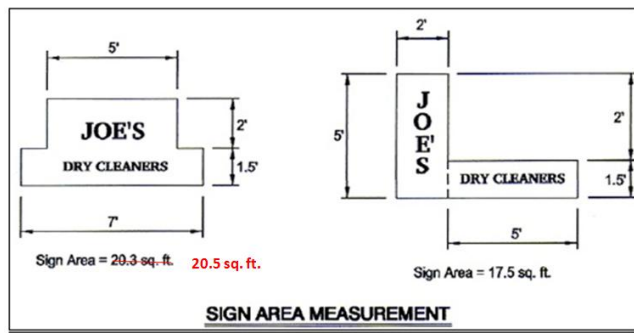 5'
JOE'S
DRY CLEANERS
2'
1.5'
7'
Sign Area = 20.3 sq. ft. 20.5 sq. ft.
2'
5'
JOE'S
DRY CLEANERS
2'
1.5'
5'
Sign Area = 17.5 sq. ft.
SIGN AREA MEASUREMENT